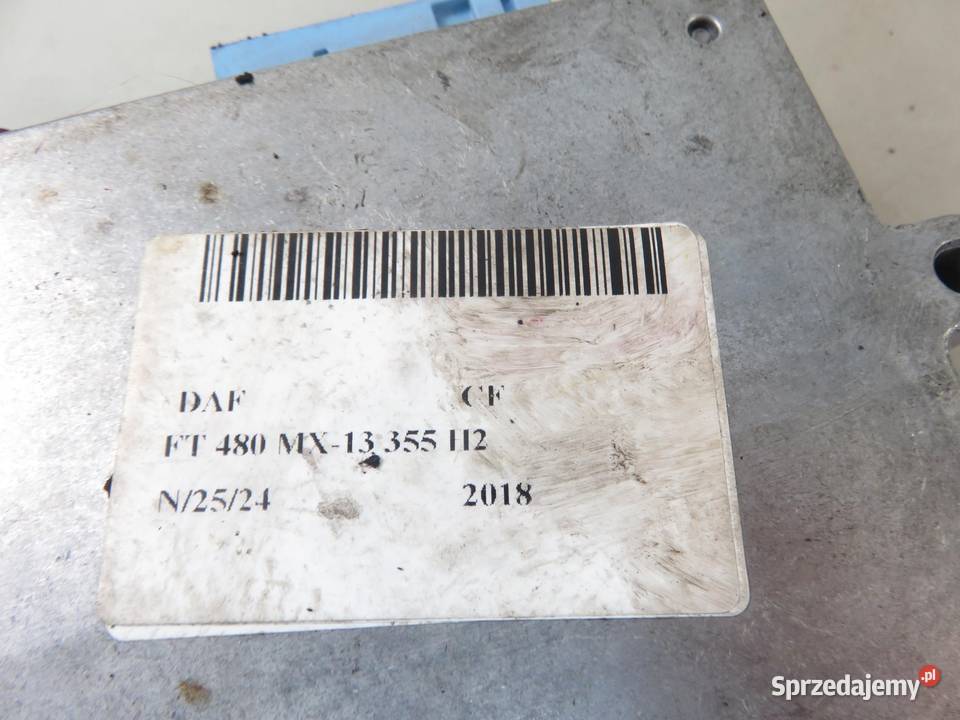 DAF CF
FT 480 MX-13 355 H2
N/25/24 2018
Sprzedajemy.pl